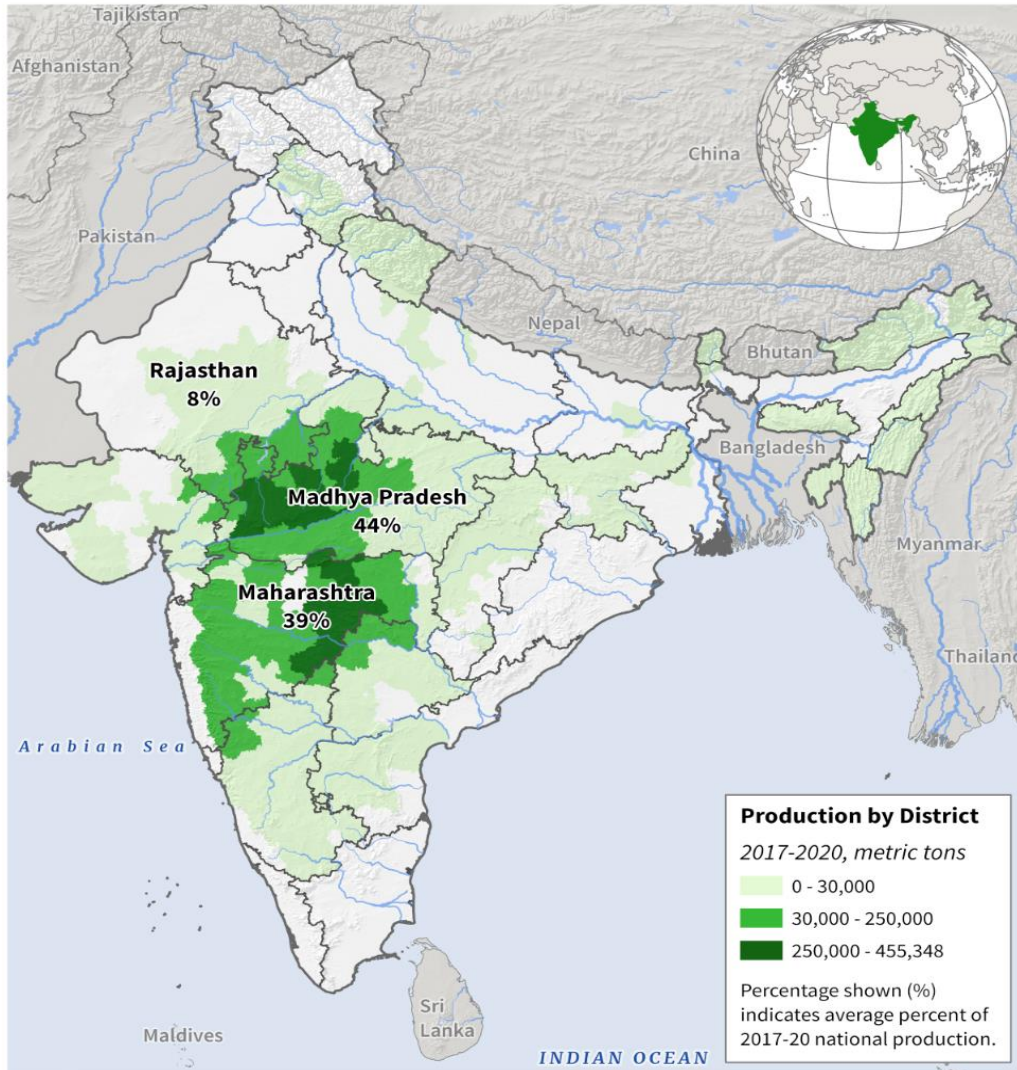 Tajikistan
Afghanistan
China
Pakistan
Nepal
Bhutan
Rajasthan
8%
Bangladesh
Madhya Pradesh
44%
Myanmar
Maharashtra
39%
Thailand
Arabian Sea
Production by District
2017-2020, metric tons
0 - 30,000
30,000 - 250,000
250,000 - 455,348
Percentage shown (%)
indicates average percent of
2017-20 national production.
Sri
Lanka
Maldives
INDIAN OCEAN